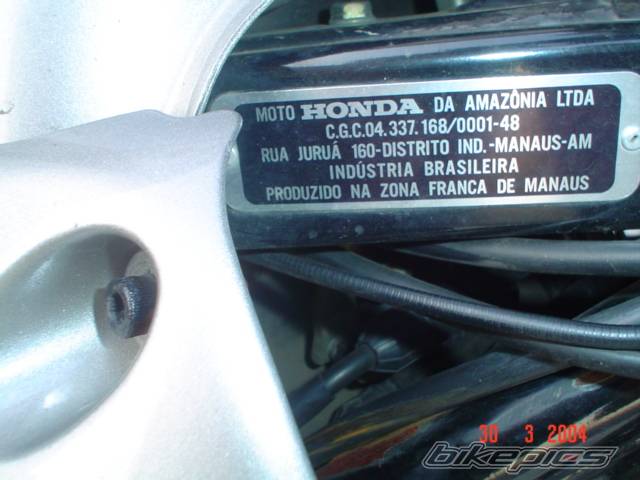 MOTO HONDA DA AMAZÔNIA LTDA
C.G.C.04.337.168/0001-48
RUA JURUÁ 160-DISTRITO IND.-MANAUS-AM
INDÚSTRIA BRASILEIRA
PRODUZIDO NA ZONA FRANCA DE MANAUS
30 3 2004
bikepics